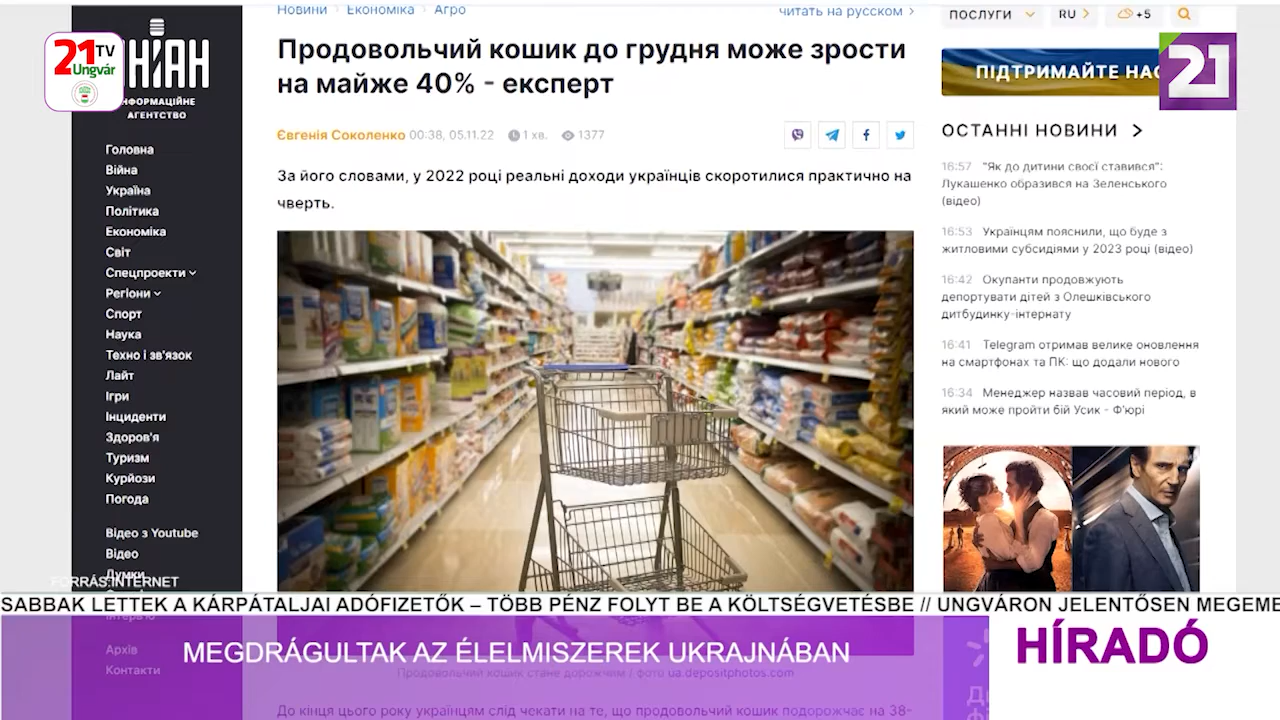 Новини › Економіка › Агро
читать на русском ›
ПОСЛУГИ
RU
+5
21 TV
Ungvár
НІАН
ІНФОРМАЦІЙНЕ
АГЕНТСТВО
21
Продовольчий кошик до грудня може зрости
на майже 40% - експерт
Євгенія Соколенко 00:38, 05.11.22 1 хв. 1377
За його словами, у 2022 році реальні доходи українців скоротилися практично на
чверть.
Головна
Війна
Україна
Політика
Економіка
Світ
Спецпроекти
Регіони
Спорт
Наука
Техно і зв'язок
Лайт
Ігри
Інциденти
Здоров'я
Туризм
Курйози
Погода
Відео з Youtube
Відео
Думки
Інтерв'ю
Архів
Контакти
ПІДТРИМАЙТЕ НАС
ОСТАННІ НОВИНИ >
16:57 "Як до дитини своєї ставився":
Лукашенко образився на Зеленського
(відео)
16:53 Українцям пояснили, що буде з
житловими субсидіями у 2023 році (відео)
16:42 Окупанти продовжують
депортувати дітей з Олешківського
дитбудинку-інтернату
16:41 Telegram отримав велике оновлення
на смартфонах та ПК: що додали нового
16:34 Менеджер назвав часовий період, в
який може пройти бій Усик - Ф'юрі
FORRÁS:INTERNET
SABBAK LETTEK A KÁRPÁTALJAI ADÓFIZETŐK – TÖBB PÉNZ FOLYT BE A KÖLTSÉGVETÉSBE // UNGVÁRON JELENTŐSEN MEGEME
MEGDRÁGULTAK AZ ÉLELMISZEREK UKRAJNÁBAN
HÍRADÓ
Продовольчий кошик стане дорожчим / фото ua.depositphotos.com
До кінця цього року українцям слід чекати на те, що продовольчий кошик подорожчає на 38-